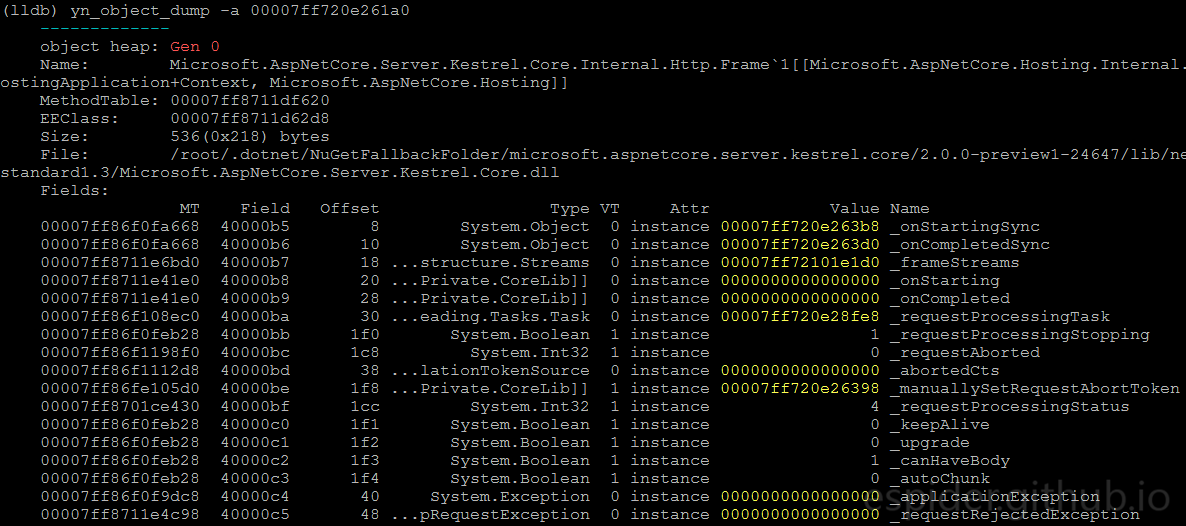 (lldb) yn_object_dump -a 00007ff720e261a0
-------------
object heap: Gen 0
Name: Microsoft.AspNetCore.Server.Kestrel.Core.Internal.Http.Frame`1[[Microsoft.AspNetCore.Hosting.Internal.
ostingApplication+Context, Microsoft.AspNetCore.Hosting]]
MethodTable: 00007ff8711df620
EEClass: 00007ff8711d62d8
Size: 536(0x218) bytes
File: /root/.dotnet/NuGetFallbackFolder/microsoft.aspnetcore.server.kestrel.core/2.0.0-preview1-24647/lib/ne
standard1.3/Microsoft.AspNetCore.Server.Kestrel.Core.dll
Fields:
MT Field Offset Type VT Attr Value Name
00007ff86f0fa668 40000b5 8 System.Object 0 instance 00007ff720e263b8 _onStartingSync
00007ff86f0fa668 40000b6 10 System.Object 0 instance 00007ff720e263d0 _onCompletedSync
00007ff8711e6bd0 40000b7 18 ...structure.Streams 0 instance 00007ff72101e1d0 _frameStreams
00007ff8711e41e0 40000b8 20 ...Private.CoreLib]] 0 instance 0000000000000000 _onStarting
00007ff8711e41e0 40000b9 28 ...Private.CoreLib]] 0 instance 0000000000000000 _onCompleted
00007ff86f108ec0 40000ba 30 ...eading.Tasks.Task 0 instance 00007ff720e28fe8 _requestProcessingTask
00007ff86f0feb28 40000bb 1f0 System.Boolean 1 instance 1 _requestProcessingStopping
00007ff86f1198f0 40000bc 1c8 System.Int32 1 instance 0 _requestAborted
00007ff86f1112d8 40000bd 38 ...lationTokenSource 0 instance 0000000000000000 _abortedCts
00007ff86fe105d0 40000be 1f8 ...Private.CoreLib]] 1 instance 00007ff720e26398 _manuallySetRequestAbortToken
00007ff8701ce430 40000bf 1cc System.Int32 1 instance 4 _requestProcessingStatus
00007ff86f0feb28 40000c0 1f1 System.Boolean 1 instance 0 _keepAlive
00007ff86f0feb28 40000c1 1f2 System.Boolean 1 instance 0 _upgrade
00007ff86f0feb28 40000c2 1f3 System.Boolean 1 instance 1 _canHaveBody
00007ff86f0feb28 40000c3 1f4 System.Boolean 1 instance 0 _autoChunk
00007ff86f0f9dc8 40000c4 40 System.Exception 0 instance 0000000000000000 _applicationException
00007ff8711e4c98 40000c5 48 ...pRequestException 0 instance 0000000000000000 _requestRejectedException
espider.github.io